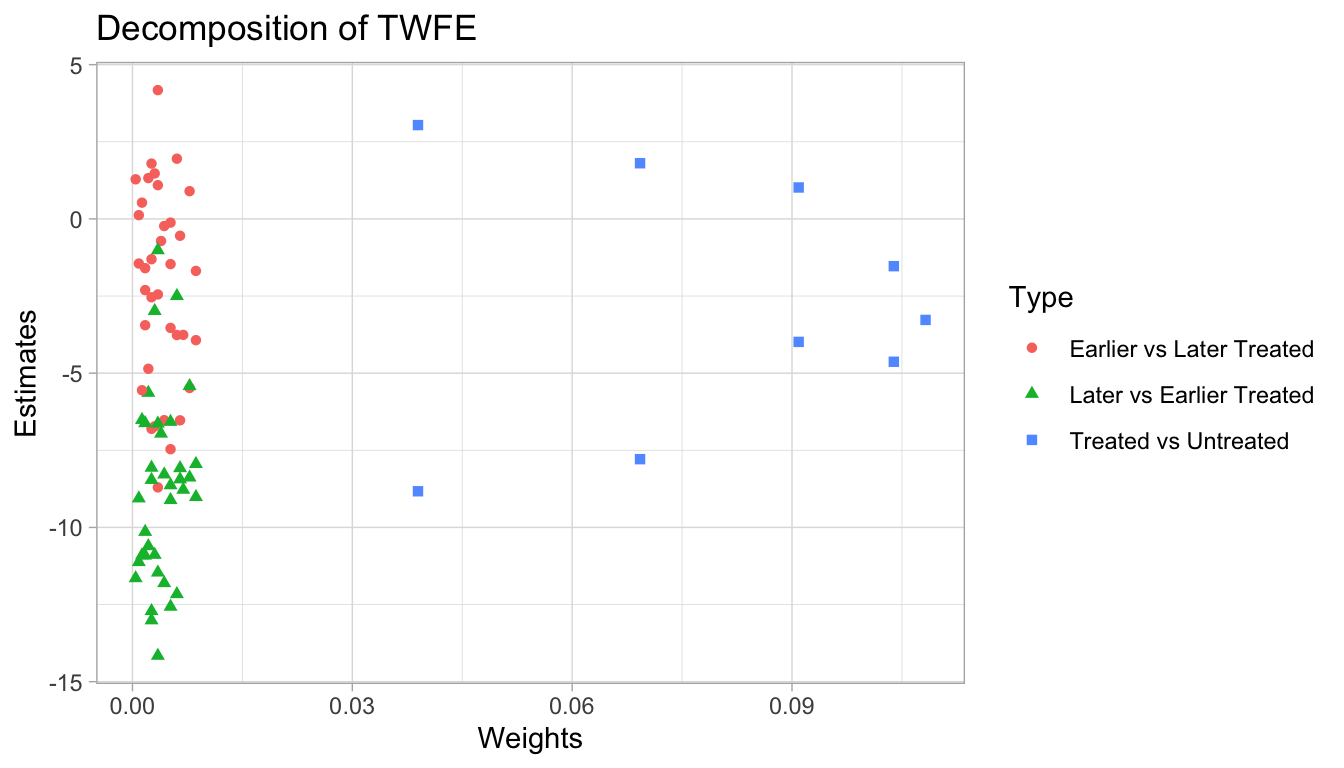 Decomposition of TWFE
Estimates
5
0
-5
-10
-15
0.00 0.03 0.06 0.09
Weights
Type
Earlier vs Later Treated
Later vs Earlier Treated
Treated vs Untreated